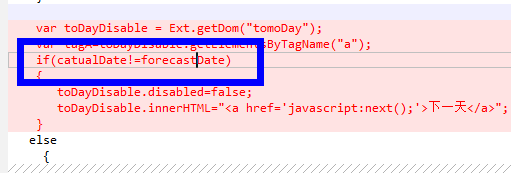 var toDayDisable = Ext.getDom("tomoDay");
var tagA=toDayDisable.getElementsByTagName("a");
if(catualDate!=forecastDate)
{
toDayDisable.disabled=false;
toDayDisable.innerHTML="<a href='javascript:next();'>下一天</a>";
}
else
{